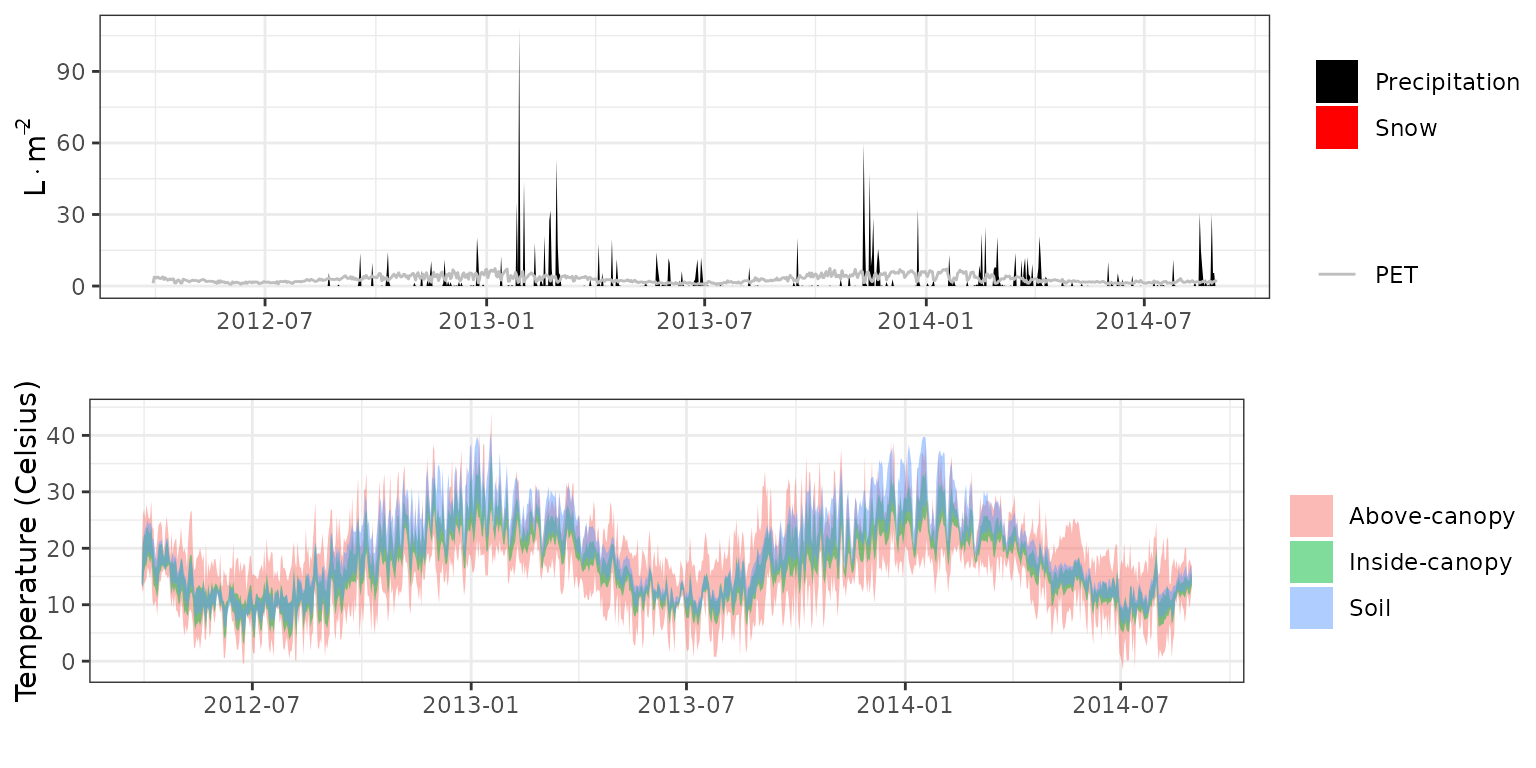 90
60
30
0
L · m⁻²
2012-07 2013-01 2013-07 2014-01 2014-07
Precipitation
Snow
PET
40
30
20
10
0
Temperature (Celsius)
2012-07 2013-01 2013-07 2014-01 2014-07
Above-canopy
Inside-canopy
Soil